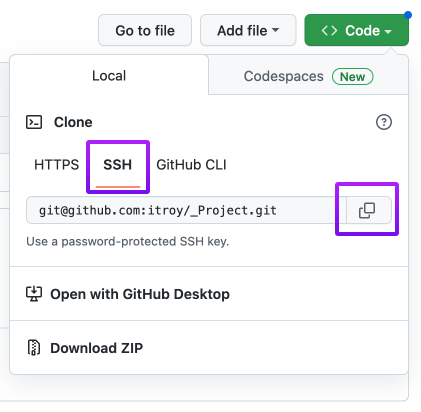 Go to file Add file Code
Local Codespaces New
Clone
HTTPS SSH GitHub CLI
git@github.com:itroy/_Project.git
Use a password-protected SSH key.
Open with GitHub Desktop
Download ZIP